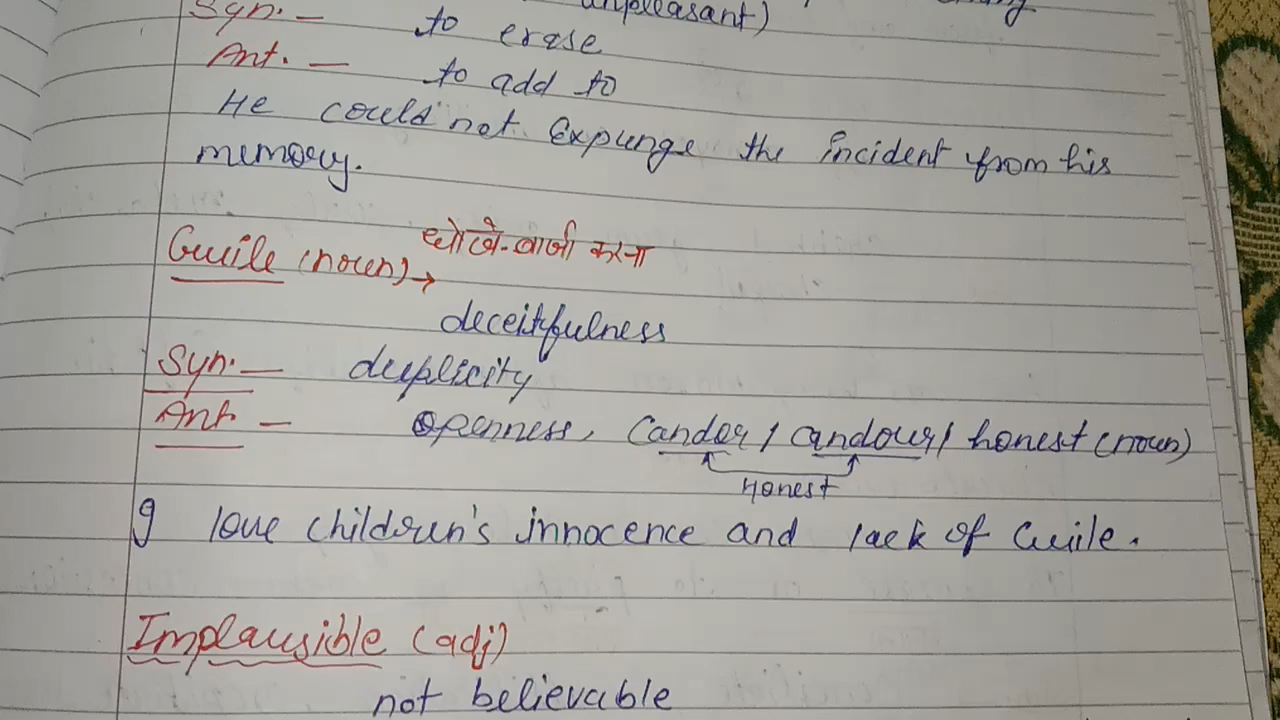 Syn. — unpleasant)
to erase
Ant. — to add to
He could not Expunge the incident from his
memory.
Guile (noun) → धोखे-बाजी करना
deceitfulness
Syn. — duplicity
Ant. — openness, Candor / candour / honest (noun)
Honest
I love children's innocence and lack of Guile.
Implausible (adj)
not believable